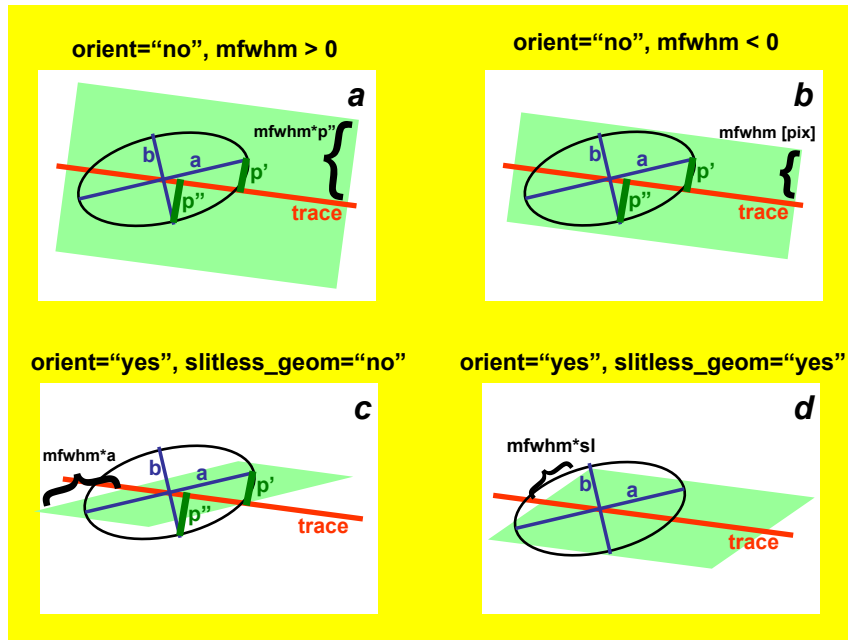 orient=“no”, mfwhm > 0
a
mfwhm*p”
b
a
p’
p”
trace
orient=“no”, mfwhm < 0
b
mfwhm [pix]
b
a
p’
p”
trace
orient=“yes”, slitless_geom=“no”
c
mfwhm*a
b
a
p’
p”
trace
orient=“yes”, slitless_geom=“yes”
d
mfwhm*sl
b
a
trace